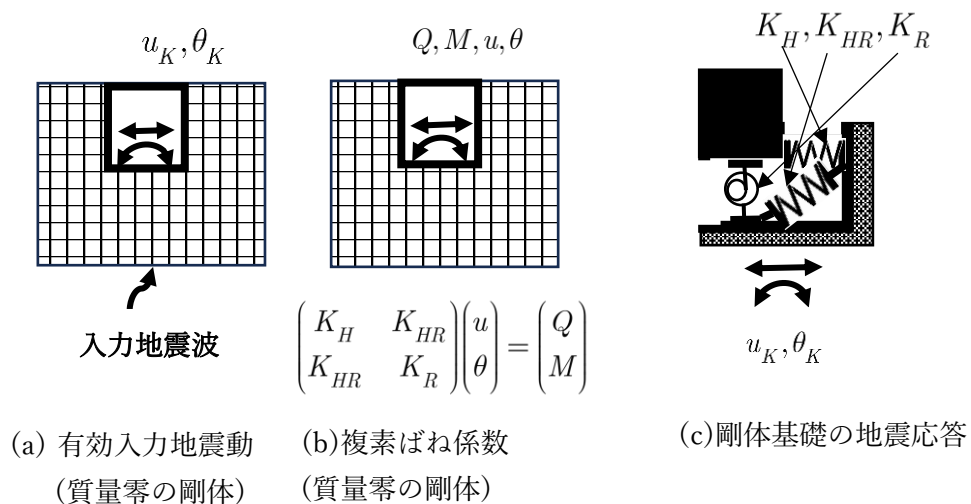 u_K, θ_K
Q, M, u, θ
K_H, K_HR, K_R
入力地震波
(K_H K_HR
K_HR K_R) (u
θ) = (Q
M)
u_K, θ_K
(a) 有効入力地震動
(質量零の剛体)
(b)複素ばね係数
(質量零の剛体)
(c)剛体基礎の地震応答